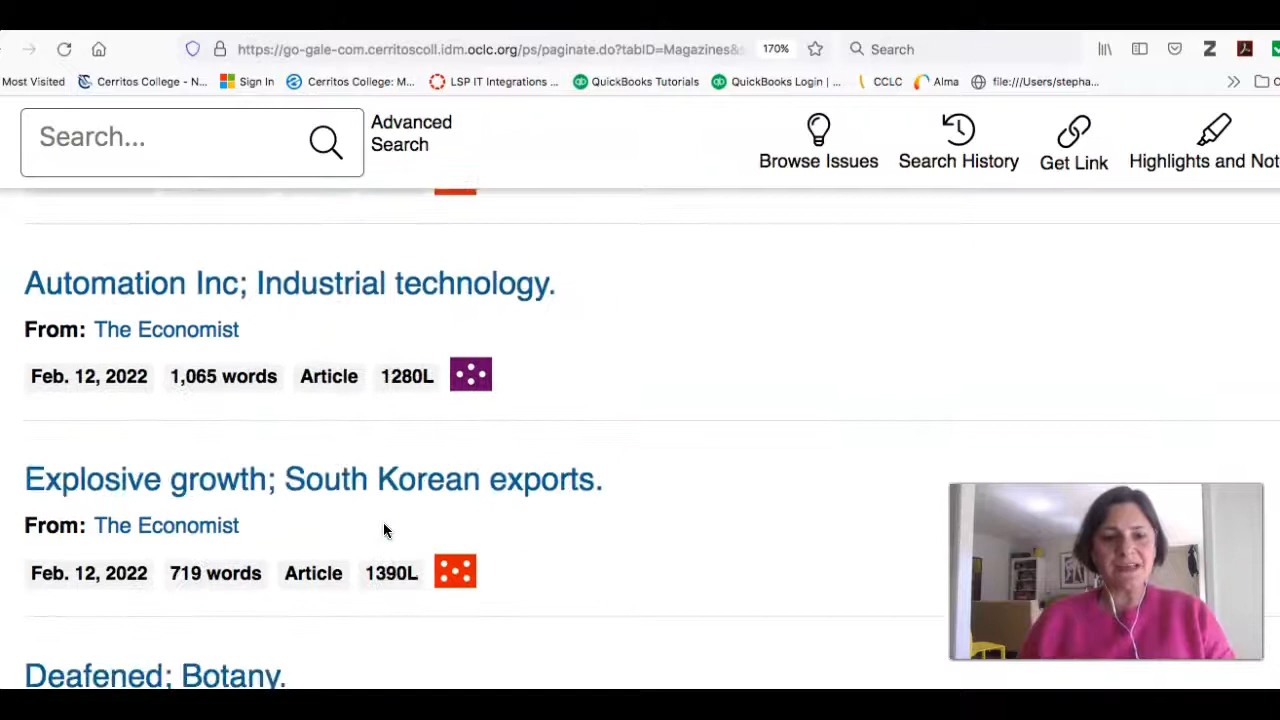 https://go-gale-com.cerritoscoll.idm.oclc.org/ps/paginate.do?tabID=Magazines&s 170% Search
Most Visited Cerritos College - N... Sign In Cerritos College: M... LSP IT Integrations ... QuickBooks Tutorials QuickBooks Login | ... CCLC Alma file:///Users/stepha...
Search... Advanced
Search
Browse Issues Search History Get Link Highlights and Not
Automation Inc; Industrial technology.
From: The Economist
Feb. 12, 2022 1,065 words Article 1280L
Explosive growth; South Korean exports.
From: The Economist
Feb. 12, 2022 719 words Article 1390L
Deafened; Botany.